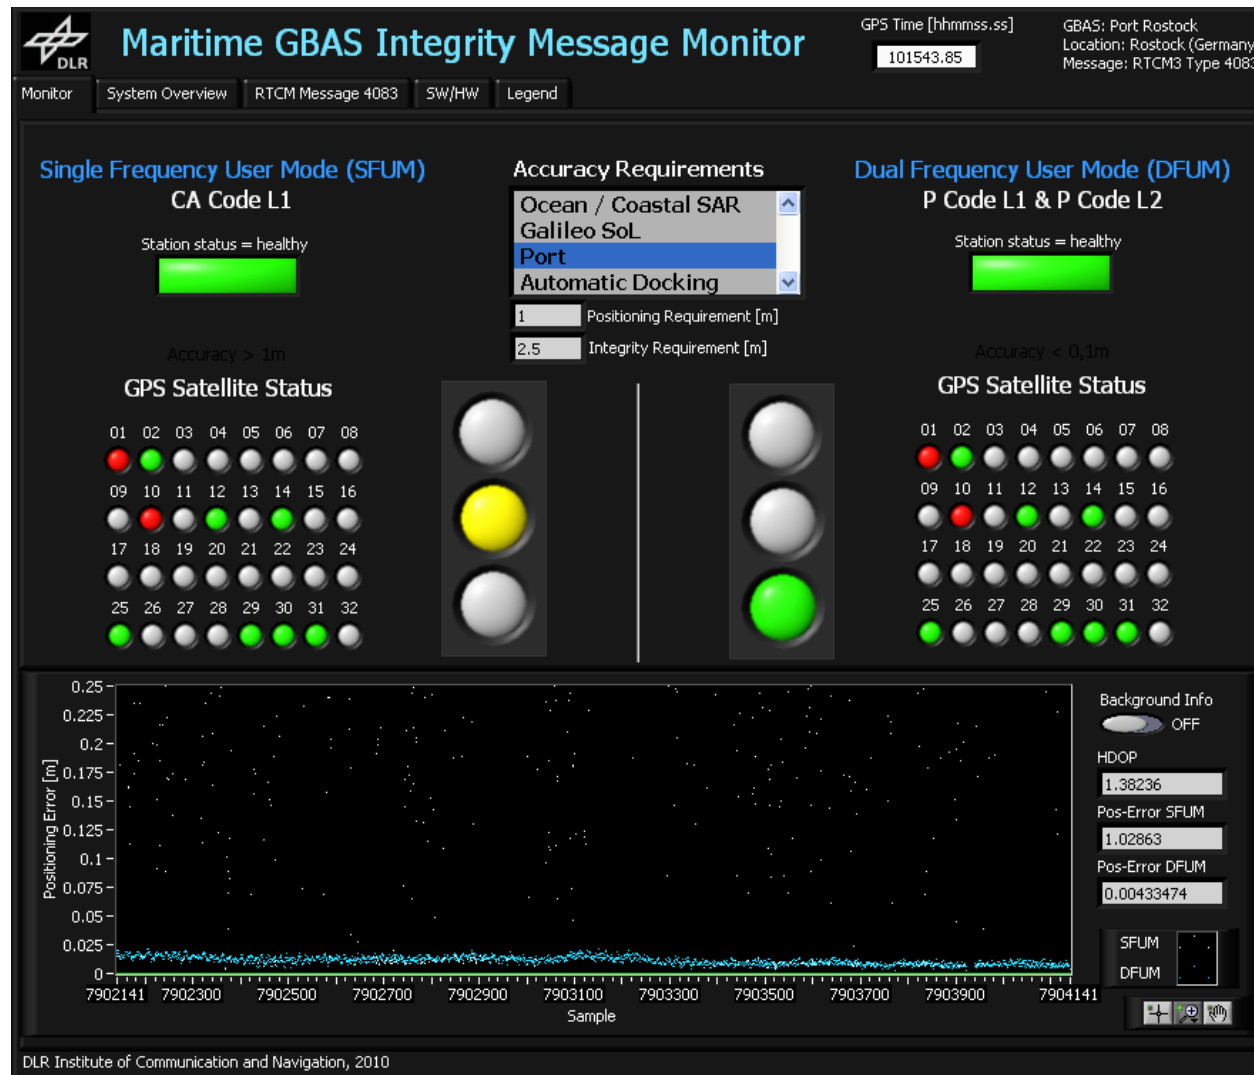 DLR
Maritime GBAS Integrity Message Monitor
GPS Time [hhmmss.ss]
101543.85
GBAS: Port Rostock
Location: Rostock (Germany
Message: RTCM3 Type 4083
Monitor System Overview RTCM Message 4083 SW/HW Legend
Single Frequency User Mode (SFUM)
CA Code L1
Station status = healthy
Accuracy > 1m
GPS Satellite Status
01 02 03 04 05 06 07 08
09 10 11 12 13 14 15 16
17 18 19 20 21 22 23 24
25 26 27 28 29 30 31 32
Accuracy Requirements
Ocean / Coastal SAR
Galileo SoL
Port
Automatic Docking
1 Positioning Requirement [m]
2.5 Integrity Requirement [m]
Dual Frequency User Mode (DFUM)
P Code L1 & P Code L2
Station status = healthy
Accuracy < 0,1m
GPS Satellite Status
01 02 03 04 05 06 07 08
09 10 11 12 13 14 15 16
17 18 19 20 21 22 23 24
25 26 27 28 29 30 31 32
Positioning Error [m]
0.25
0.225
0.2
0.175
0.15
0.125
0.1
0.075
0.05
0.025
0
7902141 7902300 7902500 7902700 7902900 7903100 7903300 7903500 7903700 7903900 7904141
Sample
Background Info
OFF
HDOP
1.38236
Pos-Error SFUM
1.02863
Pos-Error DFUM
0.00433474
SFUM
DFUM
DLR Institute of Communication and Navigation, 2010